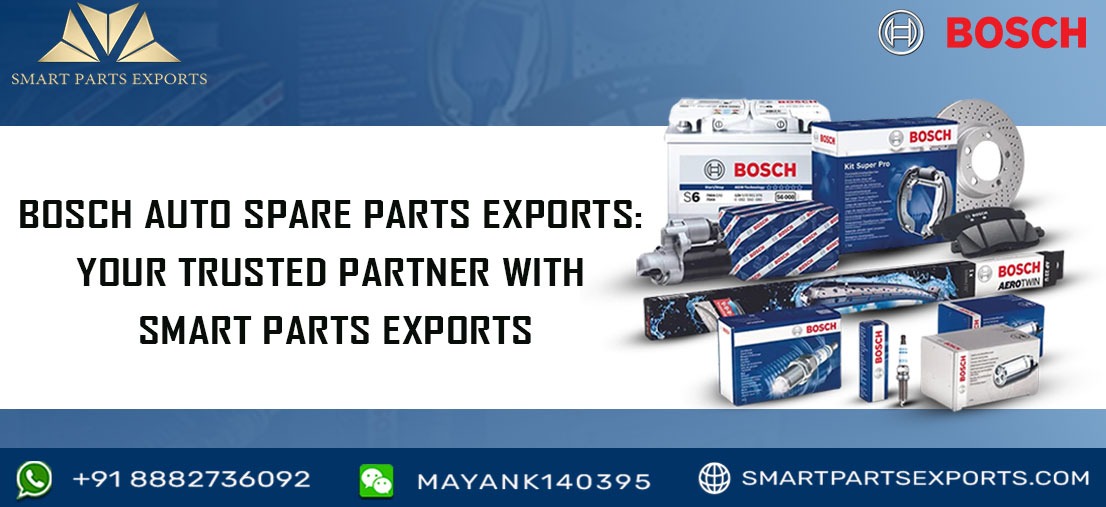 SMART PARTS EXPORTS
BOSCH
BOSCH AUTO SPARE PARTS EXPORTS:
YOUR TRUSTED PARTNER WITH
SMART PARTS EXPORTS
BOSCH
S6
BOSCH
Kit Super Pro
BOSCH
AEROTWIN
BOSCH
BOSCH
BOSCH
+91 8882736092
MAYANK140395
SMARTPARTSEXPORTS.COM